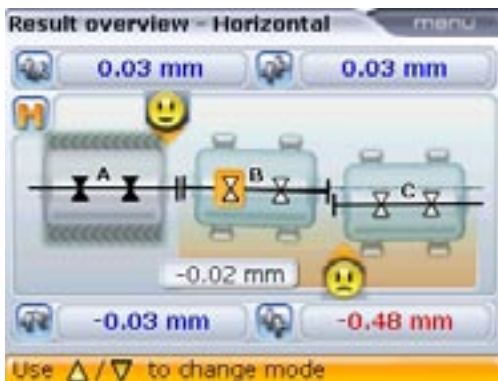 Result overview - Horizontal menu
0.03 mm 0.03 mm
M
A B C
-0.02 mm
-0.03 mm -0.48 mm
Use △/▽ to change mode